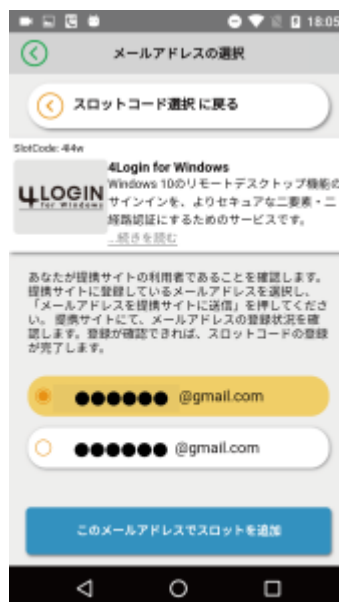 18:05
メールアドレスの選択
スロットコード選択 に戻る
SlotCode: 4l4w
4Login for Windows
4LOGIN
for Windows
Windows 10のリモートデスクトップ機能の
サインインを、よりセキュアな二要素・二
経路認証にするためのサービスです。
...続きを読む
あなたが提携サイトの利用者であることを確認します。
提携サイトに登録しているメールアドレスを選択し、
「メールアドレスを提携サイトに送信」を押してくださ
い。 提携サイトにて、メールアドレスの登録状況を確
認します。登録が確認できれば、スロットコードの登録
が完了します。
@gmail.com
@gmail.com
このメールアドレスでスロットを追加